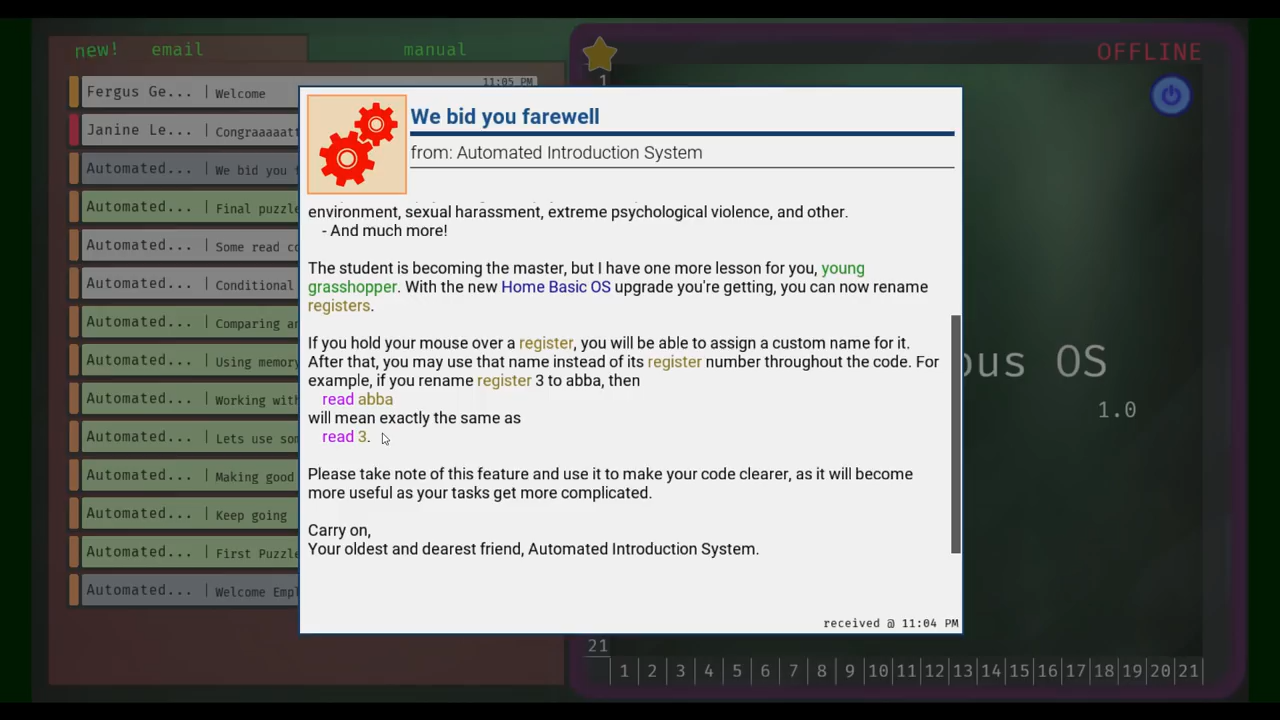 new! email
manual
OFFLINE
1
11:05 PM
Fergus Ge... | Welcome
Janine Le... | Congraaaaatt
Automated... | We bid you
Automated... | Final puzzle
Automated... | Some read co
Automated... | Conditional
Automated... | Comparing an
Automated... | Using memory
Automated... | Working with
Automated... | Lets use som
Automated... | Making good
Automated... | Keep going
Automated... | First Puzzle
Automated... | Welcome Empl
We bid you farewell
from: Automated Introduction System
environment, sexual harassment, extreme psychological violence, and other.
- And much more!
The student is becoming the master, but I have one more lesson for you, young
grasshopper. With the new Home Basic OS upgrade you're getting, you can now rename
registers.
If you hold your mouse over a register, you will be able to assign a custom name for it.
After that, you may use that name instead of its register number throughout the code. For
example, if you rename register 3 to abba, then
read abba
will mean exactly the same as
read 3.
Please take note of this feature and use it to make your code clearer, as it will become
more useful as your tasks get more complicated.
Carry on,
Your oldest and dearest friend, Automated Introduction System.
received @ 11:04 PM
OS
1.0
21
1 | 2 | 3 | 4 | 5 | 6 | 7 | 8 | 9 | 10 | 11 | 12 | 13 | 14 | 15 | 16 | 17 | 18 | 19 | 20 | 21